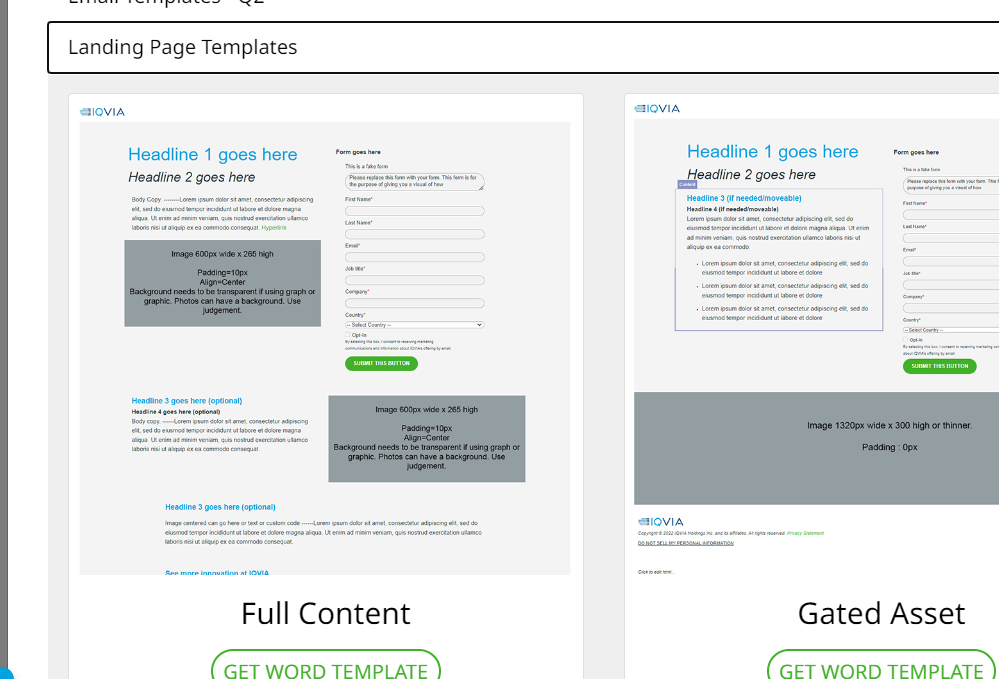 Email Templates - Q2
Landing Page Templates
IQVIA
Headline 1 goes here
Headline 2 goes here
Body Copy --------Lorem ipsum dolor sit amet, consectetur adipiscing
elit, sed do eiusmod tempor incididunt ut labore et dolore magna
aliqua. Ut enim ad minim veniam, quis nostrud exercitation ullamco
laboris nisi ut aliquip ex ea commodo consequat. Hyperlink
Image 600px wide x 265 high
Padding=10px
Align=Center
Background needs to be transparent if using graph or
graphic. Photos can have a background. Use
judgement.
Form goes here
This is a fake form
Please replace this form with your form. This form is for
the purpose of giving you a visual of how
First Name*
Last Name*
Email*
Job title*
Company*
Country*
-- Select Country --
Opt-In
By selecting this box, I consent to receiving marketing
communications and information about IQVIA's offering by email.
SUBMIT THIS BUTTON
Headline 3 goes here (optional)
Headline 4 goes here (optional)
Body copy. ------Lorem ipsum dolor sit amet, consectetur adipiscing
elit, sed do eiusmod tempor incididunt ut labore et dolore magna
aliqua. Ut enim ad minim veniam, quis nostrud exercitation ullamco
laboris nisi ut aliquip ex ea commodo consequat.
Image 600px wide x 265 high
Padding=10px
Align=Center
Background needs to be transparent if using graph or
graphic. Photos can have a background. Use
judgement.
Headline 3 goes here (optional)
Image centered can go here or text or custom code ------Lorem ipsum dolor sit amet, consectetur adipiscing elit, sed do
eiusmod tempor incididunt ut labore et dolore magna aliqua. Ut enim ad minim veniam, quis nostrud exercitation ullamco
laboris nisi ut aliquip ex ea commodo consequat.
See more innovation at IQVIA
Full Content
GET WORD TEMPLATE
IQVIA
Headline 1 goes here
Headline 2 goes here
Content
Headline 3 (if needed/moveable)
Headline 4 (if needed/moveable)
Lorem ipsum dolor sit amet, consectetur adipiscing elit, sed do
eiusmod tempor incididunt ut labore et dolore magna aliqua. Ut enim
ad minim veniam, quis nostrud exercitation ullamco laboris nisi ut
aliquip ex ea commodo.
• Lorem ipsum dolor sit amet, consectetur adipiscing elit, sed do
eiusmod tempor incididunt ut labore et dolore
• Lorem ipsum dolor sit amet, consectetur adipiscing elit, sed do
eiusmod tempor incididunt ut labore et dolore
• Lorem ipsum dolor sit amet, consectetur adipiscing elit, sed do
eiusmod tempor incididunt ut labore et dolore
Form goes here
This is a fake form
Please replace this form with your form. This
purpose of giving you a visual of how
First Name*
Last Name*
Email*
Job title*
Company*
Country*
-- Select Country --
Opt-In
By selecting this box, I consent to receiving marketing
about IQVIA's offering by email.
SUBMIT THIS BUTTON
Image 1320px wide x 300 high or thinner.
Padding : 0px
IQVIA
Copyright © 2022 IQVIA Holdings Inc. and its affiliates. All rights reserved. Privacy Statement
DO NOT SELL MY PERSONAL INFORMATION
Click to edit html...
Gated Asset
GET WORD TEMPLATE